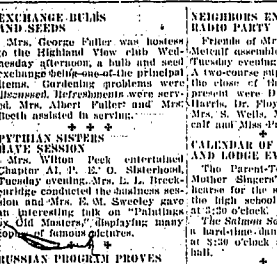 EXCHANGE BULBS
AND SEEDS
Mrs. George Fuller was hostess
to the Highland View club Wed-
nesday afternoon, a bulb and seed
exchange being one of the principal
items. Gardening problems were
discussed. Refreshments were serv-
ed, Mrs. Albert Fuller and Mrs.
assisted in serving.
PYTHIAN SISTERS
HAVE SESSION
Mrs. Wilton Peck entertained
Chapter AI, P. E. O. Sisterhood,
Tuesday evening. Mrs. L. L. Breck-
enridge conducted the business ses-
sion and Mrs. E. M. Sweeley gave
an interesting talk on "Paintings
by Old Masters," displaying many
copies of famous pictures.
RUSSIAN PROGRAM PROVES
NEIGHBORS EN
RADIO PARTY
Friends of Mr
Metcalf assemble
Tuesday evening
A two-course sup
the close of th
present were D
Harris, Dr. Floy
Mrs. S. Wells, M
calf and Miss P
CALENDAR OF
AND LODGE EV
The Parent-T
Mother Singers
hearse for the s
the high school
at 3:30 o'clock
The Salmon So
a hard-time dan
at 8:30 o'clock
hall.